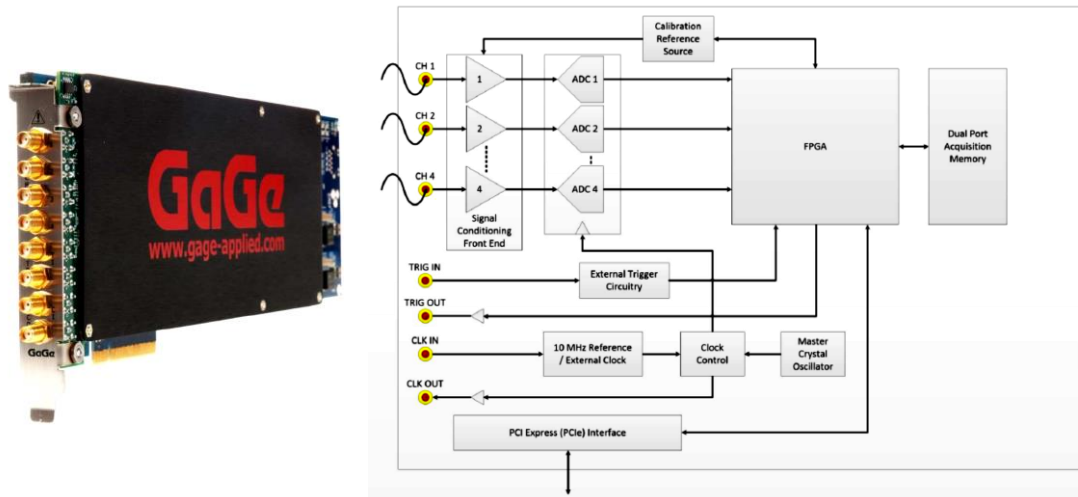 GaGe
www.gage-applied.com
GaGe
Calibration
Reference
Source
CH 1
1
ADC 1
CH 2
2
ADC 2
FPGA
Dual Port
Acquisition
Memory
CH 4
4
ADC 4
Signal
Conditioning
Front End
TRIG IN
External Trigger
Circuitry
TRIG OUT
CLK IN
10 MHz Reference
/ External Clock
Clock
Control
Master
Crystal
Oscillator
CLK OUT
PCI Express (PCIe) Interface